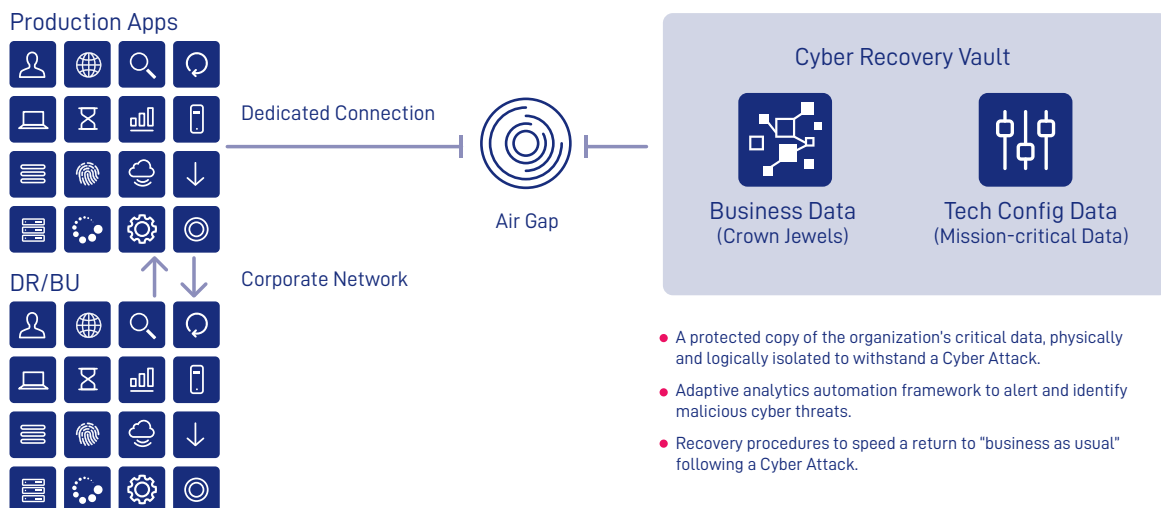 Production Apps
Dedicated Connection
Air Gap
Corporate Network
DR/BU
Cyber Recovery Vault
Business Data
(Crown Jewels)
Tech Config Data
(Mission-critical Data)
A protected copy of the organization's critical data, physically
and logically isolated to withstand a Cyber Attack.
Adaptive analytics automation framework to alert and identify
malicious cyber threats.
Recovery procedures to speed a return to "business as usual"
following a Cyber Attack.